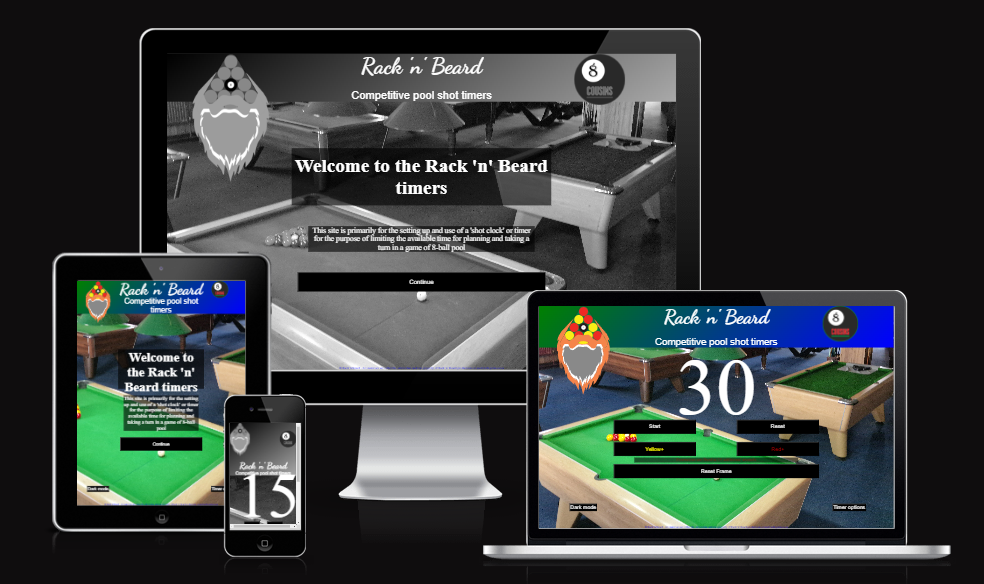 Rack 'n' Beard
Competitive pool shot timers
8
COUSINS
Welcome to the Rack 'n' Beard
timers
This site is primarily for the setting up and use of a 'shot clock' or timer
for the purpose of limiting the available time for planning and taking a
turn in a game of 8-ball pool
Continue
Rack 'n' Beard
Competitive pool shot
timers
8
Welcome to
the Rack 'n'
Beard timers
This site is primarily for the setting
up and use of a 'shot clock' or timer
for the purpose of limiting the
available time for planning and
taking a turn in a game of 8-ball
pool
Continue
Dark mode
8
Rack 'n' Beard
Competitive pool shot timers
15
Rack 'n' Beard
Competitive pool shot timers
8
COUSINS
30
Start
Reset
Yellow+
Reset Frame
Dark mode
Timer options